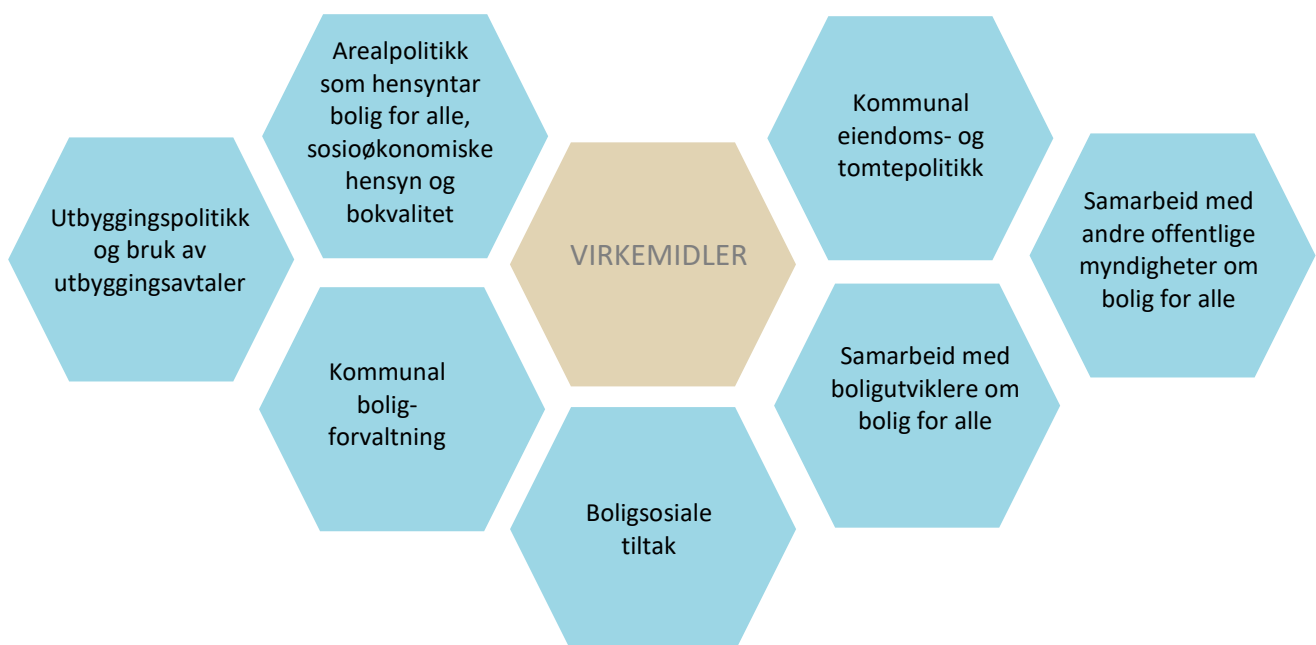 Arealpolitikk
som hensyntar
bolig for alle,
sosioøkonomiske
hensyn og
bokvalitet
Kommunal
eiendoms- og
tomtepolitikk
Utbyggingspolitikk
og bruk av
utbyggingsavtaler
VIRKEMIDLER
Samarbeid med
andre offentlige
myndigheter om
bolig for alle
Kommunal
bolig-
forvaltning
Samarbeid med
boligutviklere om
bolig for alle
Boligsosiale
tiltak